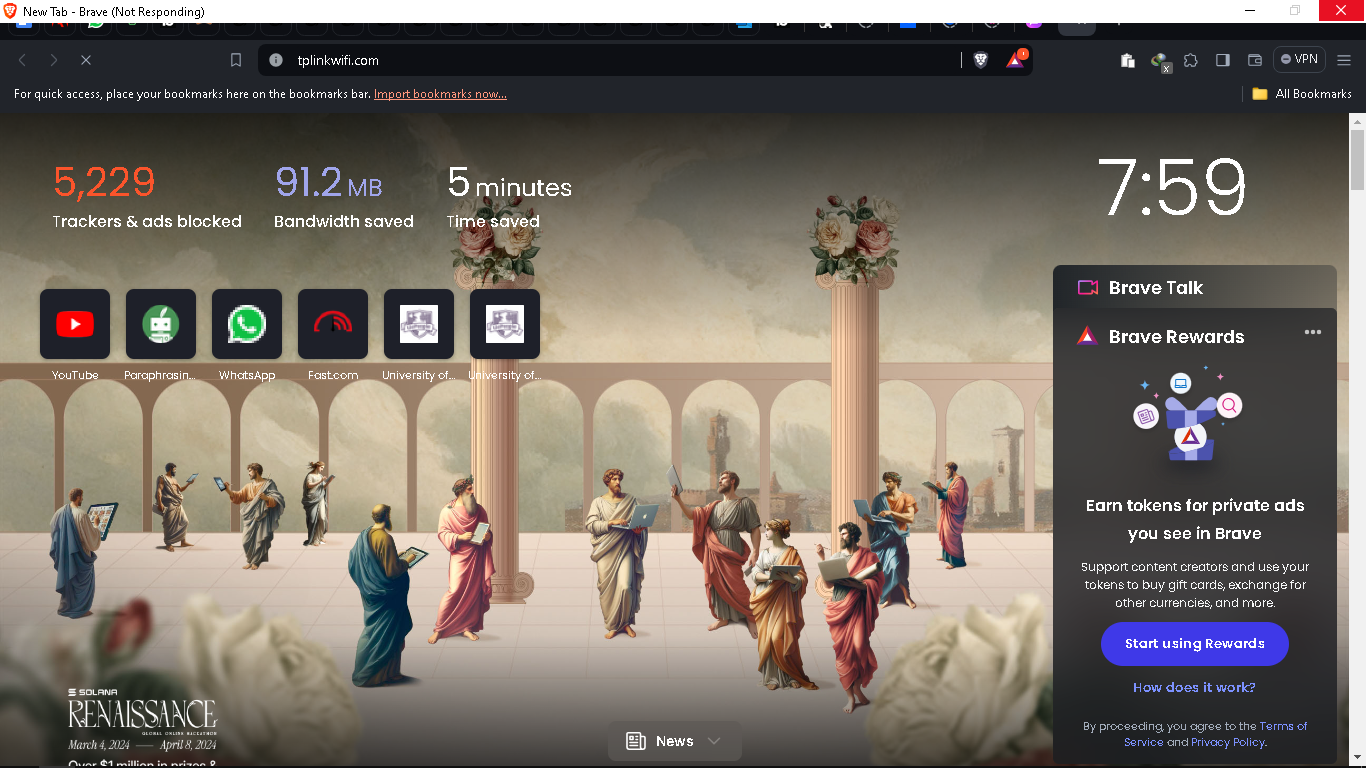 New Tab - Brave (Not Responding)
tplinkwifi.com
VPN
For quick access, place your bookmarks here on the bookmarks bar. Import bookmarks now...
All Bookmarks
5,229
Trackers & ads blocked
91.2 MB
Bandwidth saved
5 minutes
Time saved
7:59
YouTube
Paraphrasin...
WhatsApp
Fast.com
University of...
University of...
Brave Talk
Brave Rewards
Earn tokens for private ads
you see in Brave
Support content creators and use your
tokens to buy gift cards, exchange for
other currencies, and more.
Start using Rewards
How does it work?
By proceeding, you agree to the Terms of
Service and Privacy Policy.
SOLANA
RENAISSANCE
GLOBAL ONLINE HACKATHON
March 4, 2024 — April 8, 2024
Over $1 million in prizes &
News